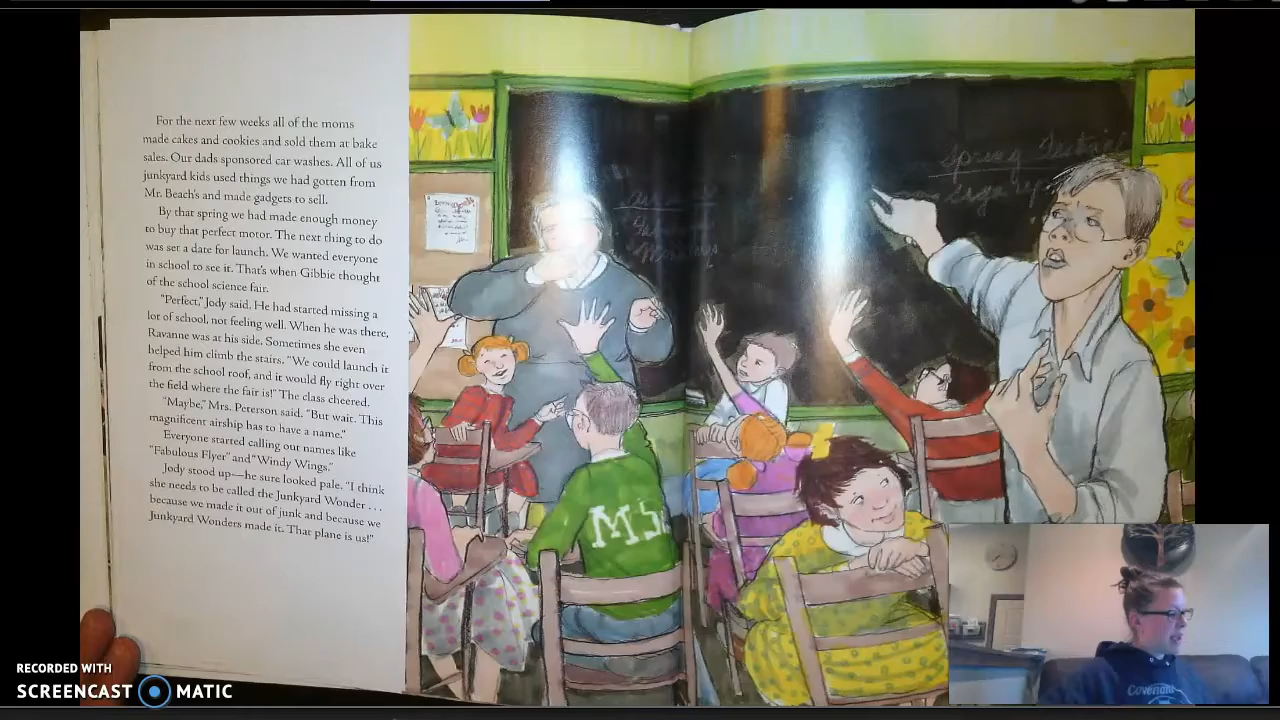 For the next few weeks all of the moms
made cakes and cookies and sold them at bake
sales. Our dads sponsored car washes. All of us
junkyard kids used things we had gotten from
Mr. Beach's and made gadgets to sell.
By that spring we had made enough money
to buy that perfect motor. The next thing to do
was set a date for launch. We wanted everyone
in school to see it. That's when Gibbie thought
of the school science fair.
"Perfect," Jody said. He had started missing a
lot of school, not feeling well. When he was there,
Ravanne was at his side. Sometimes she even
helped him climb the stairs. "We could launch it
from the school roof, and it would fly right over
the field where the fair is!" The class cheered.
"Maybe," Mrs. Peterson said. "But wait. This
magnificent airship has to have a name."
Everyone started calling out names like
"Fabulous Flyer" and "Windy Wings."
Jody stood up—he sure looked pale. "I think
she needs to be called the Junkyard Wonder . . .
because we made it out of junk and because we
Junkyard Wonders made it. That plane is us!"
Spring
MS
Covenant
RECORDED WITH
SCREENCAST MATIC